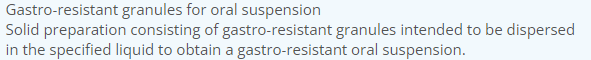 Gastro-resistant granules for oral suspension
Solid preparation consisting of gastro-resistant granules intended to be dispersed
in the specified liquid to obtain a gastro-resistant oral suspension.